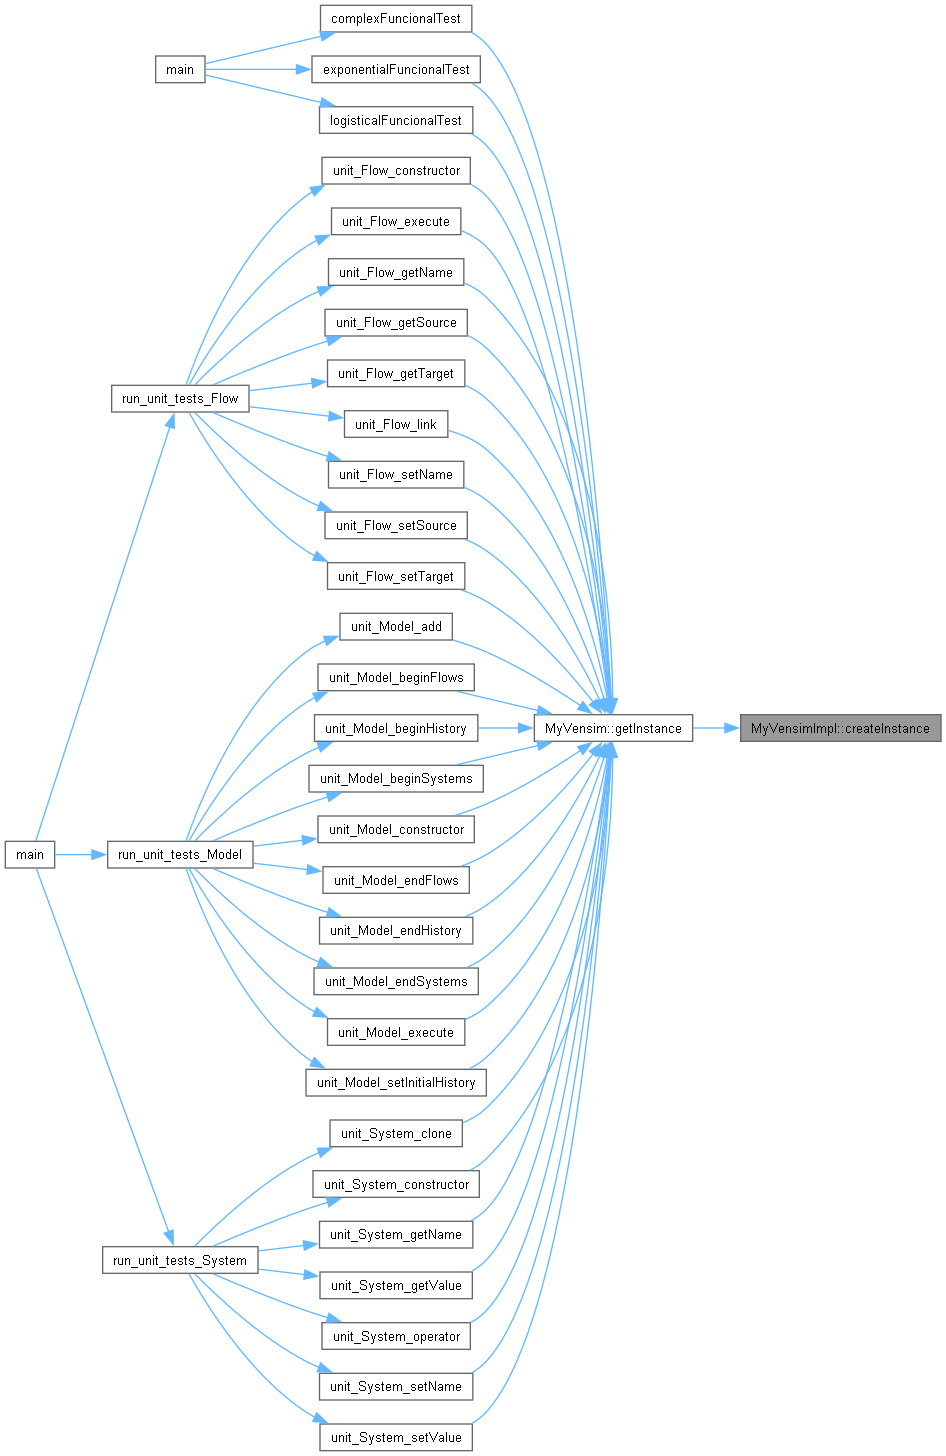 complexFuncionalTest
main
exponentialFuncionalTest
logisticalFuncionalTest
unit_Flow_constructor
unit_Flow_execute
unit_Flow_getName
unit_Flow_getSource
unit_Flow_getTarget
run_unit_tests_Flow
unit_Flow_link
unit_Flow_setName
unit_Flow_setSource
unit_Flow_setTarget
unit_Model_add
unit_Model_beginFlows
unit_Model_beginHistory
MyVensim::getInstance
MyVensimImpl::createInstance
unit_Model_beginSystems
unit_Model_constructor
main
run_unit_tests_Model
unit_Model_endFlows
unit_Model_endHistory
unit_Model_endSystems
unit_Model_execute
unit_Model_setInitialHistory
unit_System_clone
unit_System_constructor
unit_System_getName
run_unit_tests_System
unit_System_getValue
unit_System_operator
unit_System_setName
unit_System_setValue